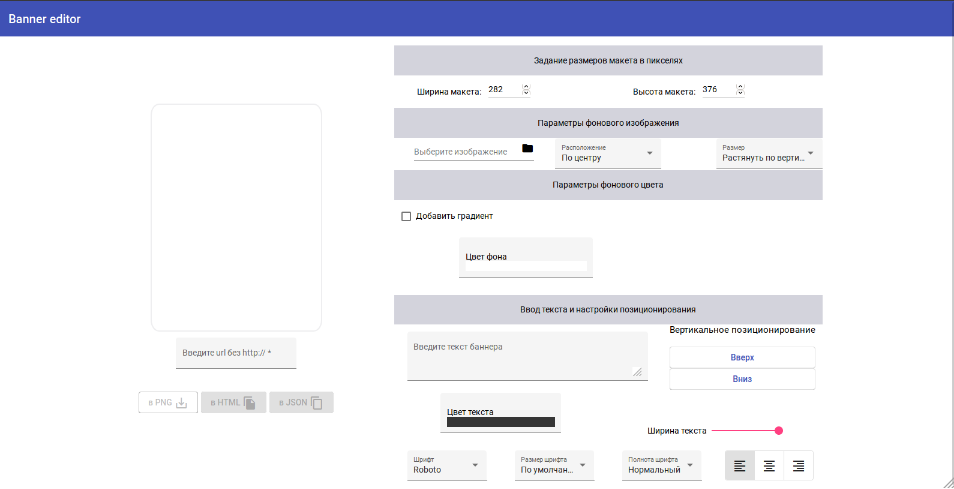 Banner editor
Задание размеров макета в пикселях
Ширина макета: 282
Высота макета: 376
Параметры фонового изображения
Выберите изображение
Расположение
По центру
Размер
Растянуть по верти...
Параметры фонового цвета
Добавить градиент
Цвет фона
Ввод текста и настройки позиционирования
Введите текст баннера
Вертикальное позиционирование
Вверх
Вниз
Введите url без http:// *
в PNG
в HTML
в JSON
Цвет текста
Ширина текста
Шрифт
Roboto
Размер шрифта
По умолчан...
Полнота шрифта
Нормальный